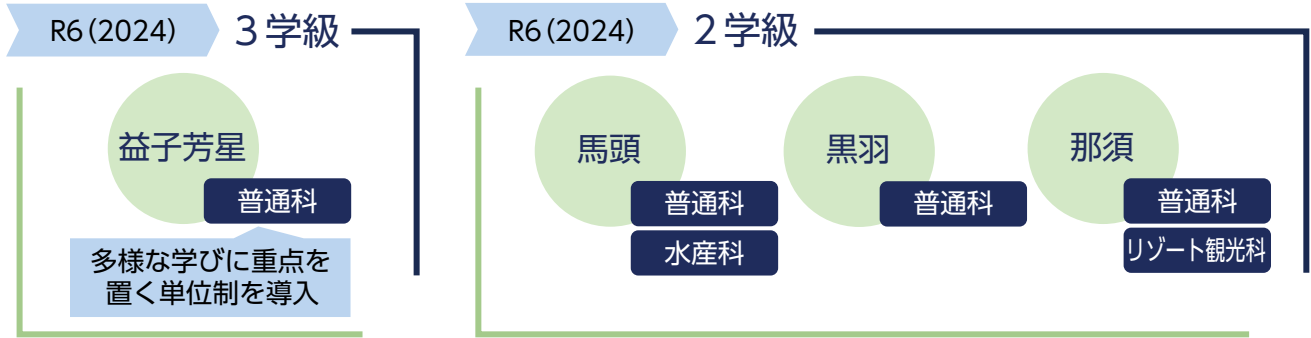 R6(2024)
3学級
益子芳星
普通科
多様な学びに重点を
置く単位制を導入
R6(2024)
2学級
馬頭
普通科
水産科
黒羽
普通科
那須
普通科
リゾート観光科